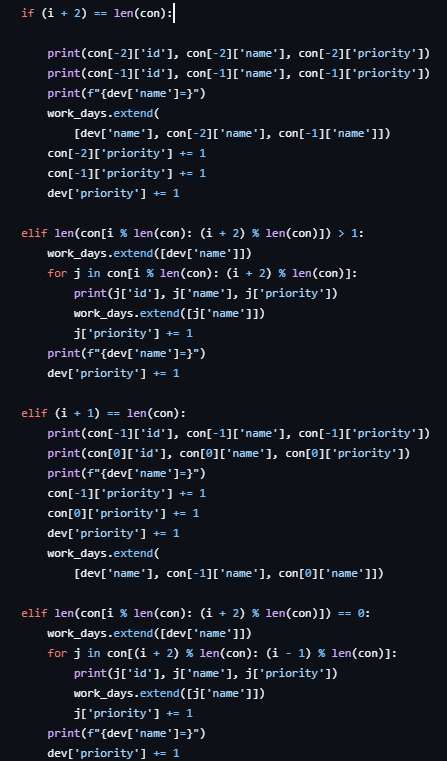 if (i + 2) == len(con):
print(con[-2]['id'], con[-2]['name'], con[-2]['priority'])
print(con[-1]['id'], con[-1]['name'], con[-1]['priority'])
print(f"{dev['name']=}")
work_days.extend(
[dev['name'], con[-2]['name'], con[-1]['name']])
con[-2]['priority'] += 1
con[-1]['priority'] += 1
dev['priority'] += 1
elif len(con[i % len(con): (i + 2) % len(con)]) > 1:
work_days.extend([dev['name']])
for j in con[i % len(con): (i + 2) % len(con)]:
print(j['id'], j['name'], j['priority'])
work_days.extend([j['name']])
j['priority'] += 1
print(f"{dev['name']=}")
dev['priority'] += 1
elif (i + 1) == len(con):
print(con[-1]['id'], con[-1]['name'], con[-1]['priority'])
print(con[0]['id'], con[0]['name'], con[0]['priority'])
print(f"{dev['name']=}")
con[-1]['priority'] += 1
con[0]['priority'] += 1
dev['priority'] += 1
work_days.extend(
[dev['name'], con[-1]['name'], con[0]['name']])
elif len(con[i % len(con): (i + 2) % len(con)]) == 0:
work_days.extend([dev['name']])
for j in con[(i + 2) % len(con): (i - 1) % len(con)]:
print(j['id'], j['name'], j['priority'])
work_days.extend([j['name']])
j['priority'] += 1
print(f"{dev['name']=}")
dev['priority'] += 1